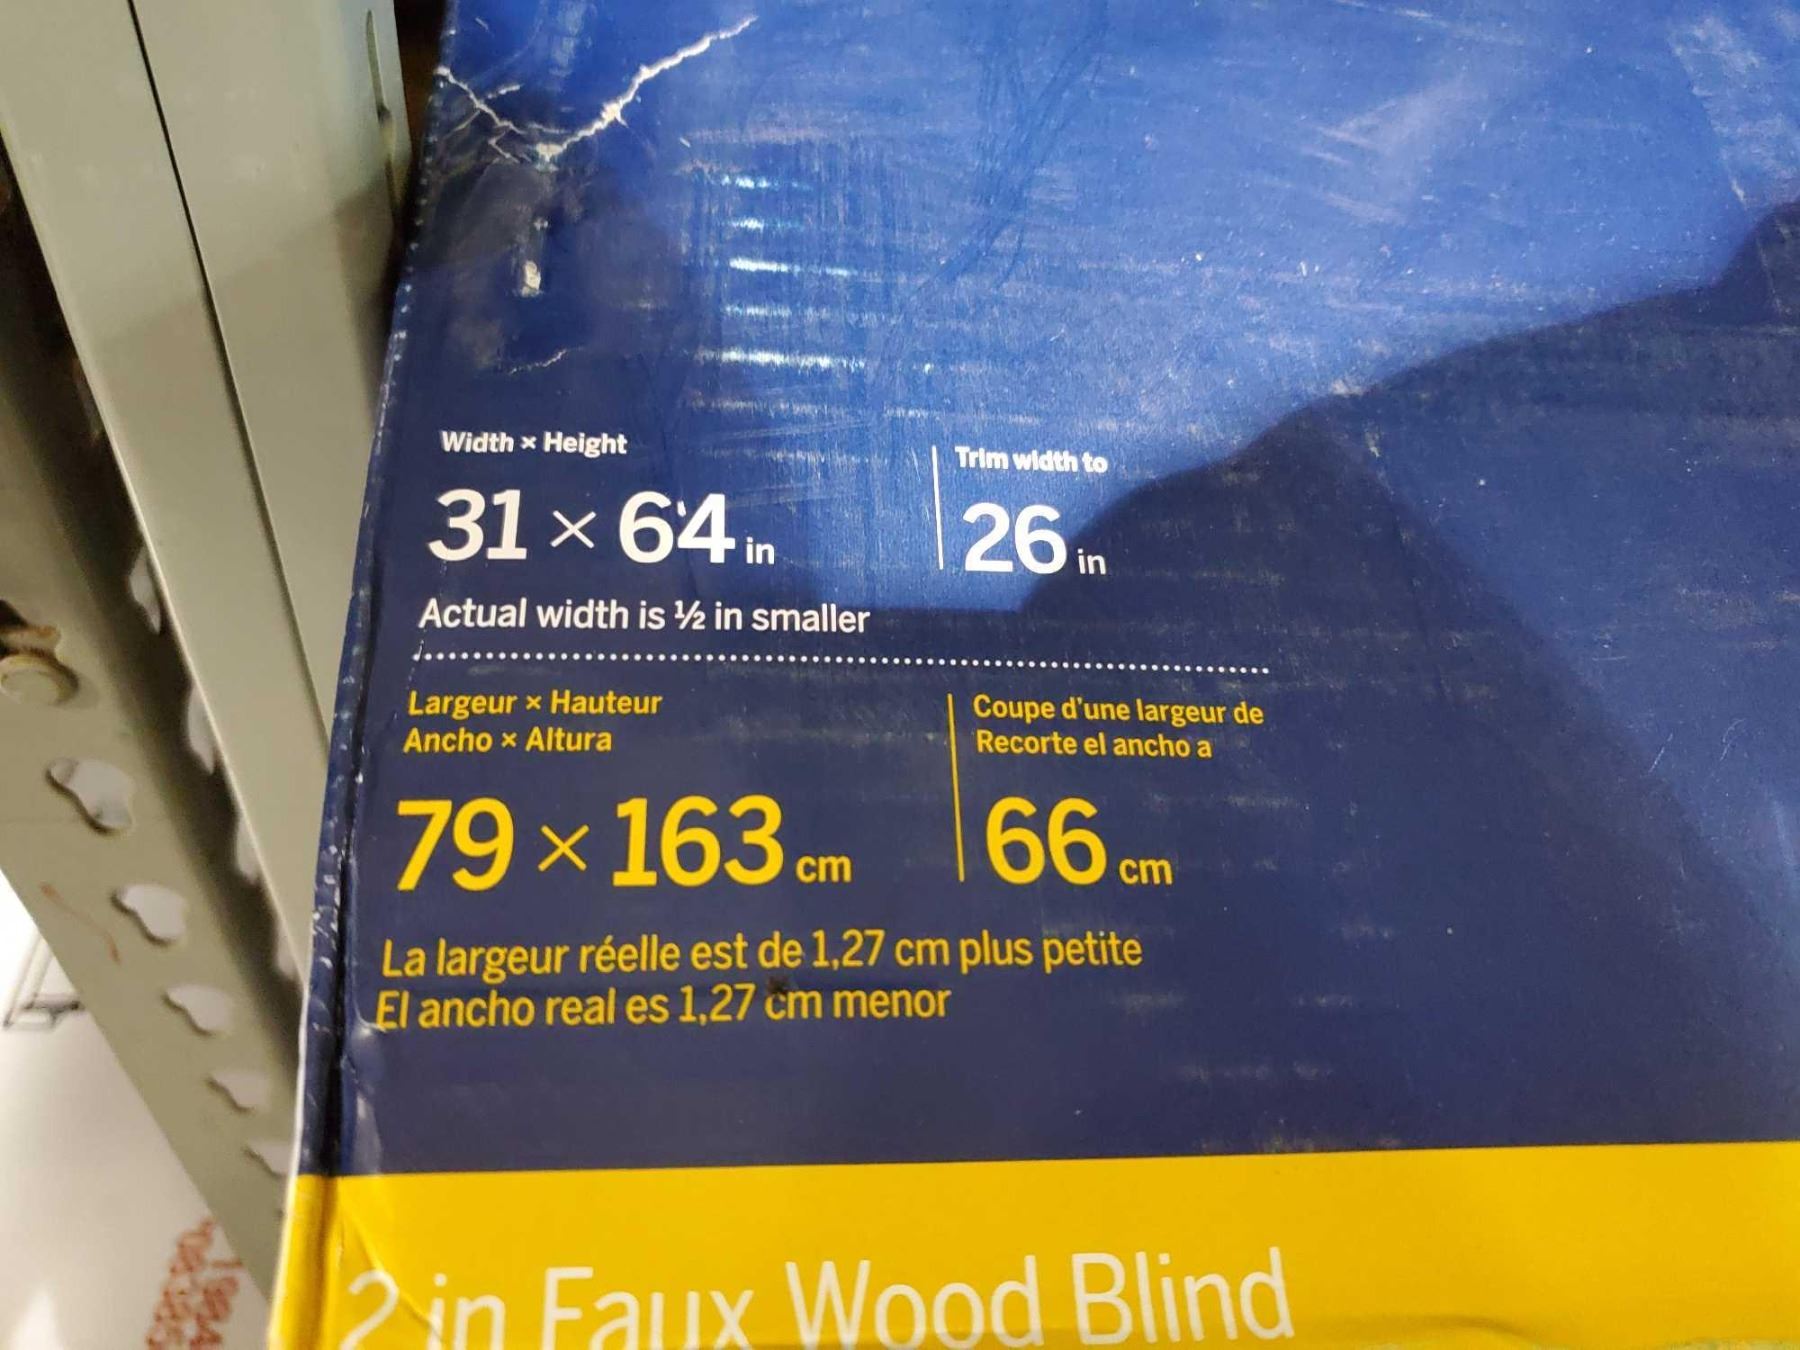 Width × Height
Trim width to
31 × 64 in
26 in
Actual width is ½ in smaller
Largeur × Hauteur
Ancho × Altura
Coupe d'une largeur de
Recorte el ancho a
79 × 163 cm
66 cm
La largeur réelle est de 1,27 cm plus petite
El ancho real es 1,27 cm menor
2 in Faux Wood Blind